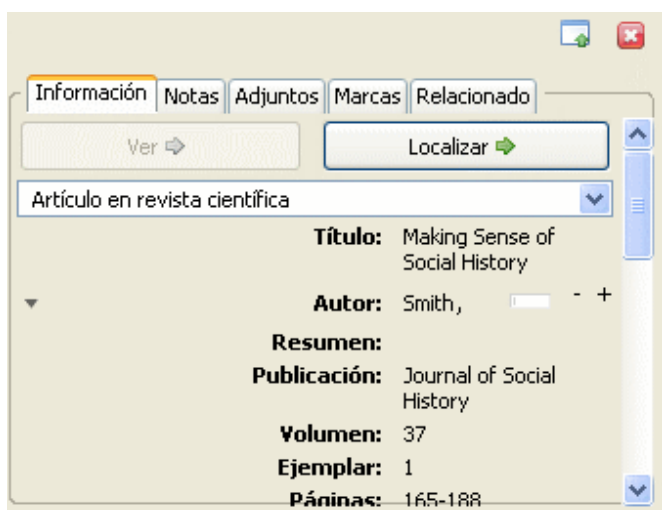 Información Notas Adjuntos Marcas Relacionado
Ver Localizar
Artículo en revista científica
Título: Making Sense of
Social History
Autor: Smith, - +
Resumen:
Publicación: Journal of Social
History
Volumen: 37
Ejemplar: 1
Páginas: 165-188